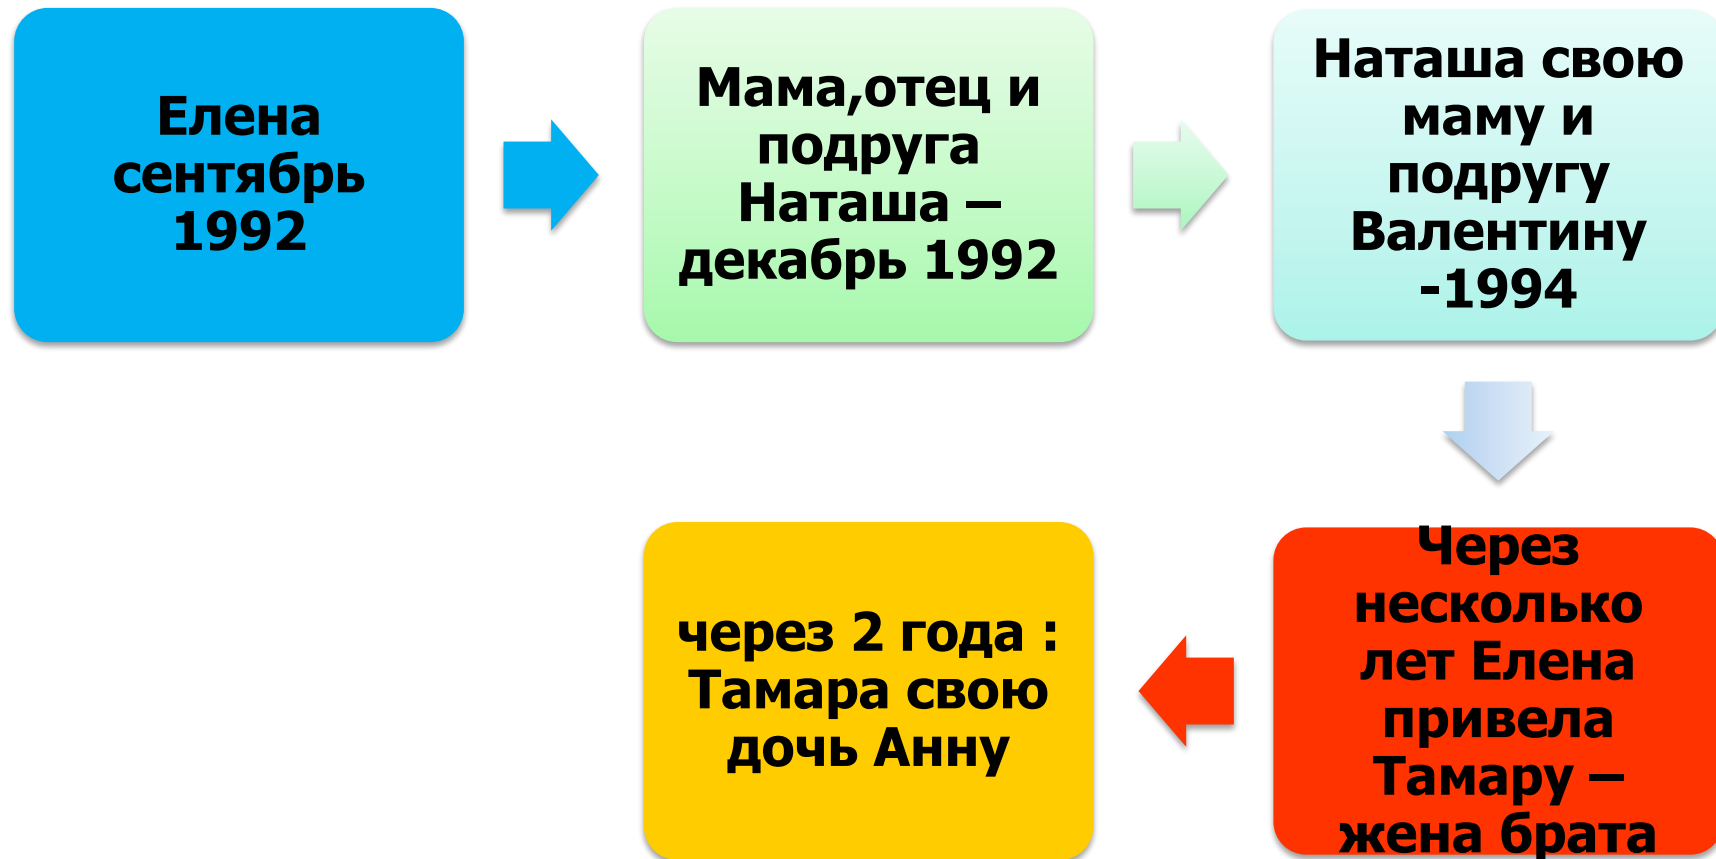 Елена
сентябрь
1992
Мама,отец и
подруга
Наташа –
декабрь 1992
Наташа свою
маму и
подругу
Валентину
-1994
Через
несколько
лет Елена
привела
Тамару –
жена брата
через 2 года :
Тамара свою
дочь Анну